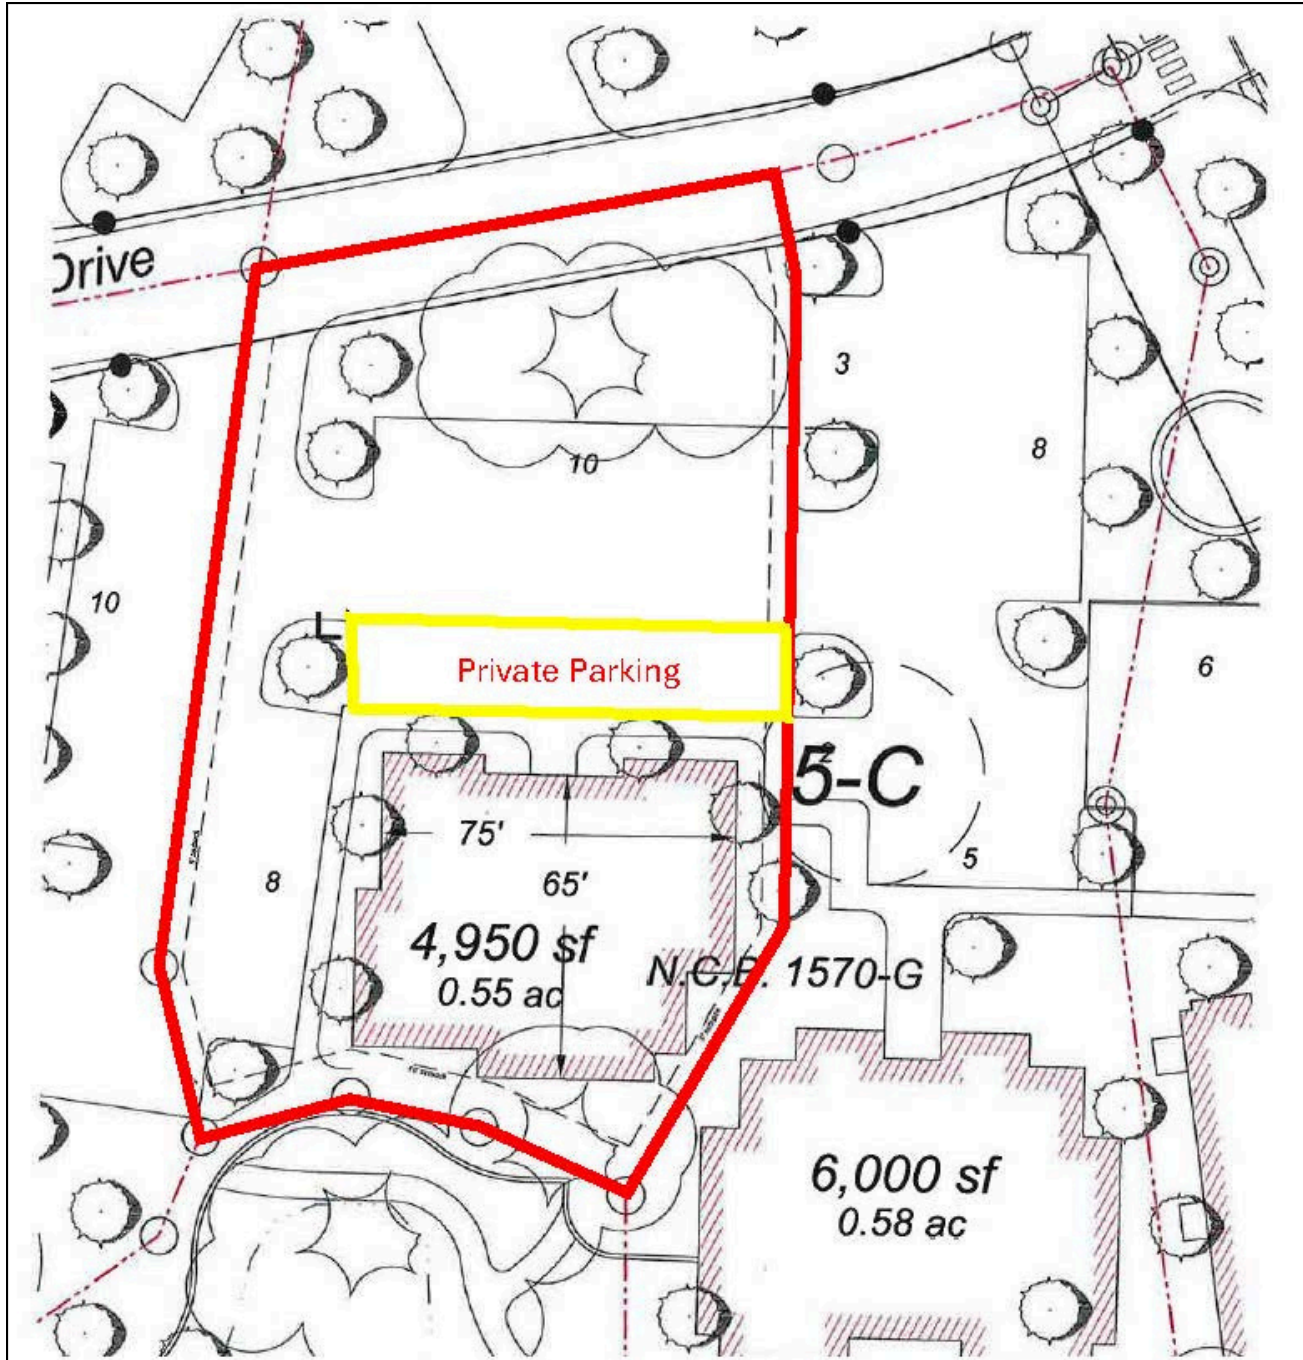 Drive
3
10
8
10
6
L
Private Parking
5-C
75'
5
8
65'
4,950 sf
0.55 ac
N.C.B. 1570-G
6,000 sf
0.58 ac